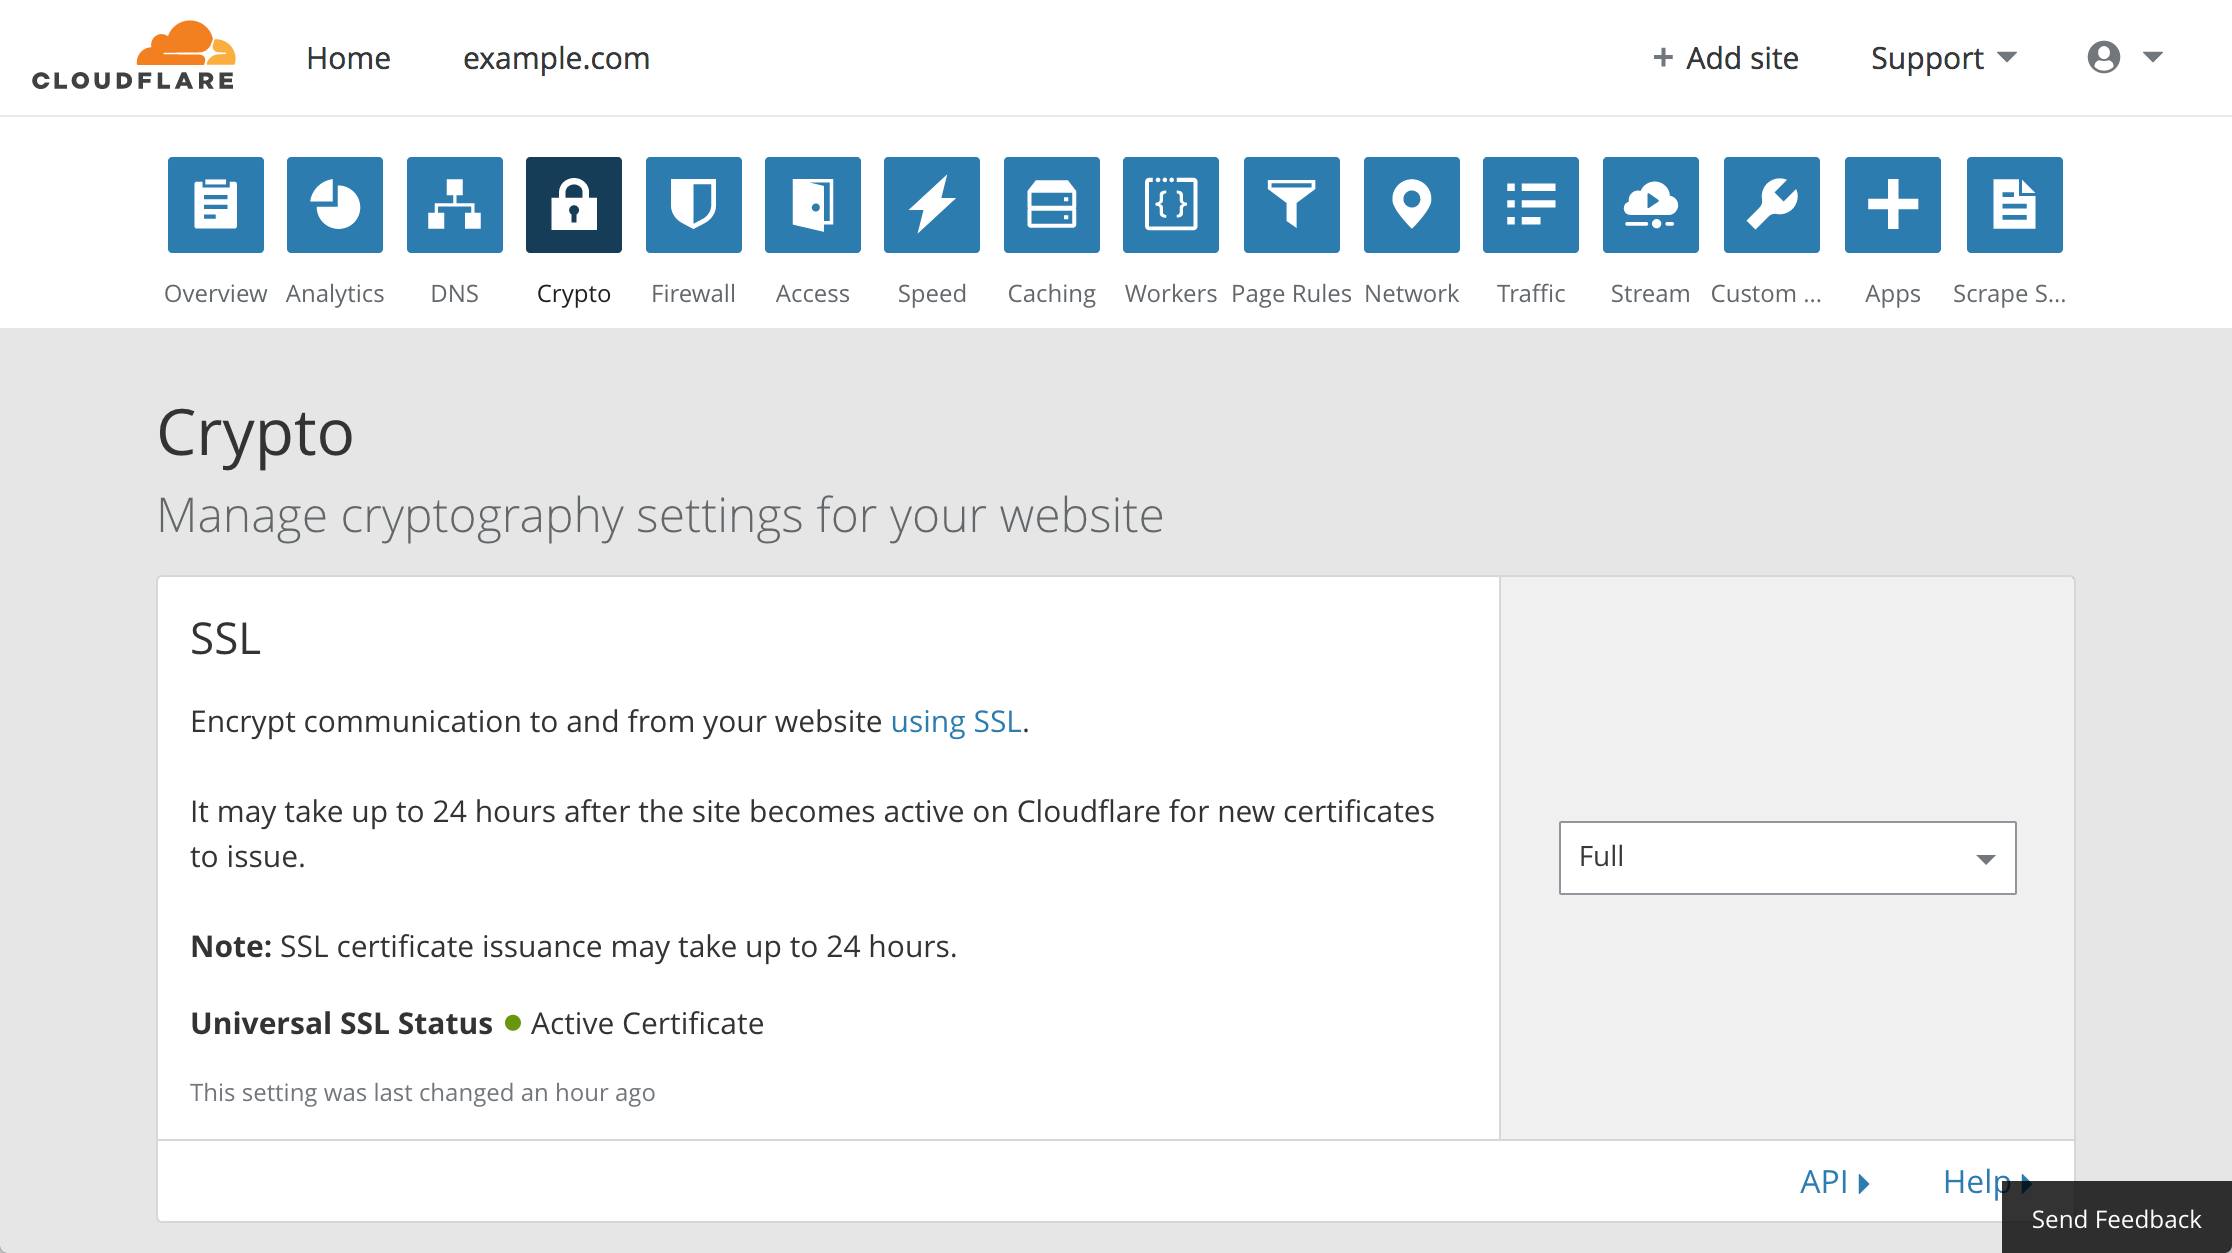 CLOUDFLARE
Home
example.com
+ Add site
Support
Overview
Analytics
DNS
Crypto
Firewall
Access
Speed
Caching
Workers
Page Rules
Network
Traffic
Stream
Custom ...
Apps
Scrape S...
Crypto
Manage cryptography settings for your website
SSL
Encrypt communication to and from your website using SSL.
It may take up to 24 hours after the site becomes active on Cloudflare for new certificates
to issue.
Full
Note: SSL certificate issuance may take up to 24 hours.
Universal SSL Status Active Certificate
This setting was last changed an hour ago
API
Help
Send Feedback